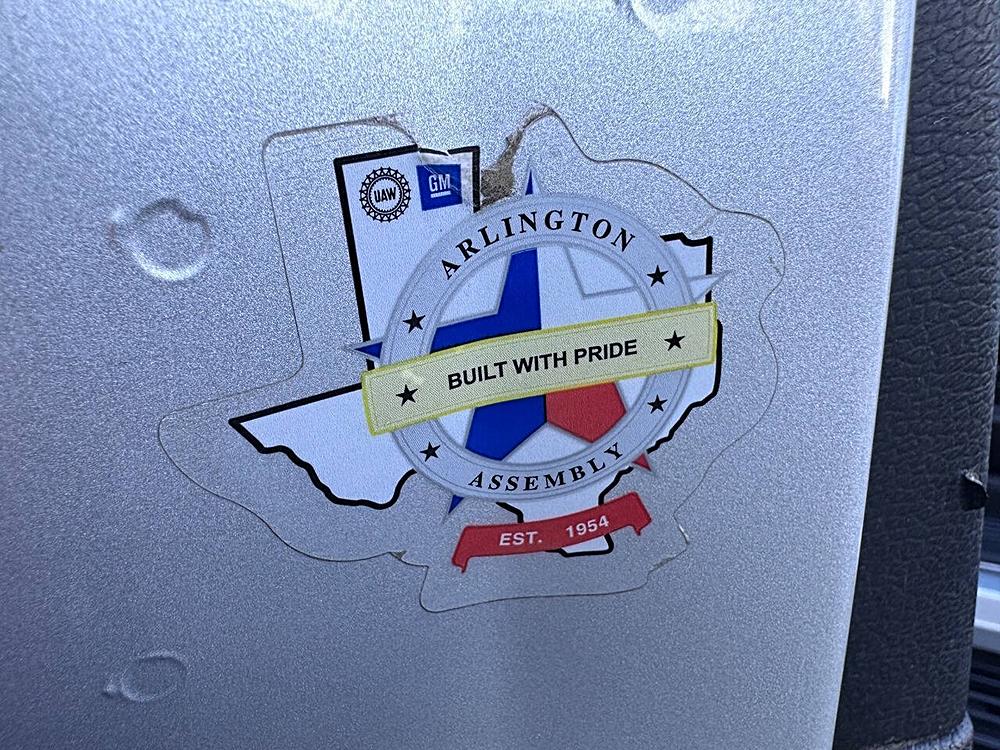 UAW
GM
ARLINGTON
BUILT WITH PRIDE
ASSEMBLY
EST. 1954